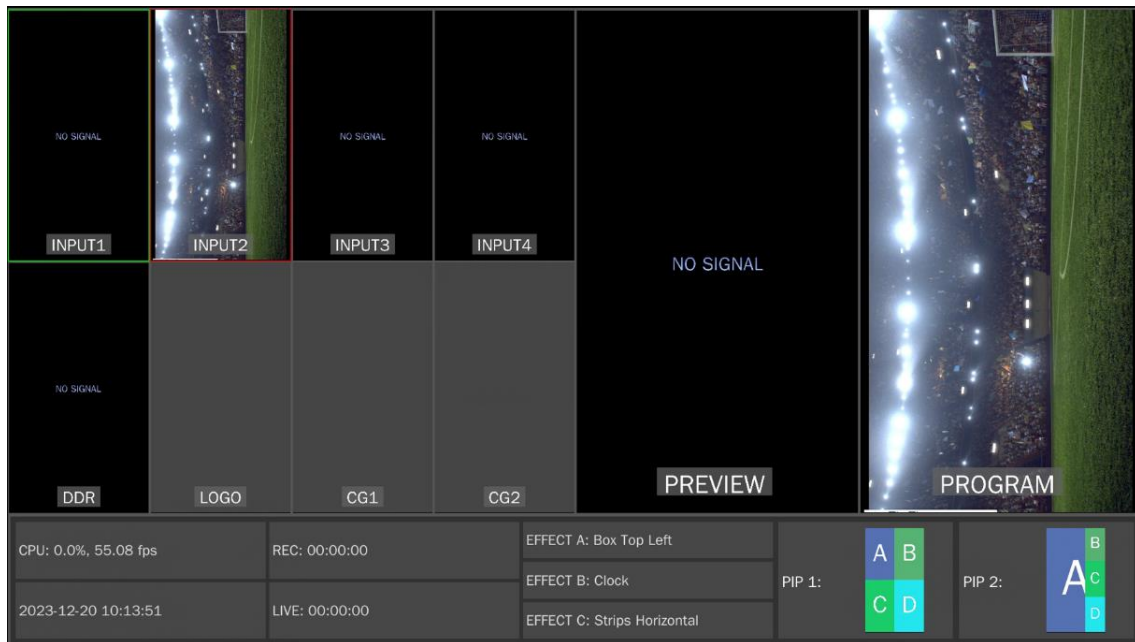 NO SIGNAL
INPUT1
INPUT2
NO SIGNAL
INPUT3
NO SIGNAL
INPUT4
NO SIGNAL
DDR
LOGO
CG1
CG2
NO SIGNAL
PREVIEW
PROGRAM
CPU: 0.0%, 55.08 fps
REC: 00:00:00
2023-12-20 10:13:51
LIVE: 00:00:00
EFFECT A: Box Top Left
EFFECT B: Clock
EFFECT C: Strips Horizontal
PIP 1:
A B
C D
PIP 2:
A
B
C
D